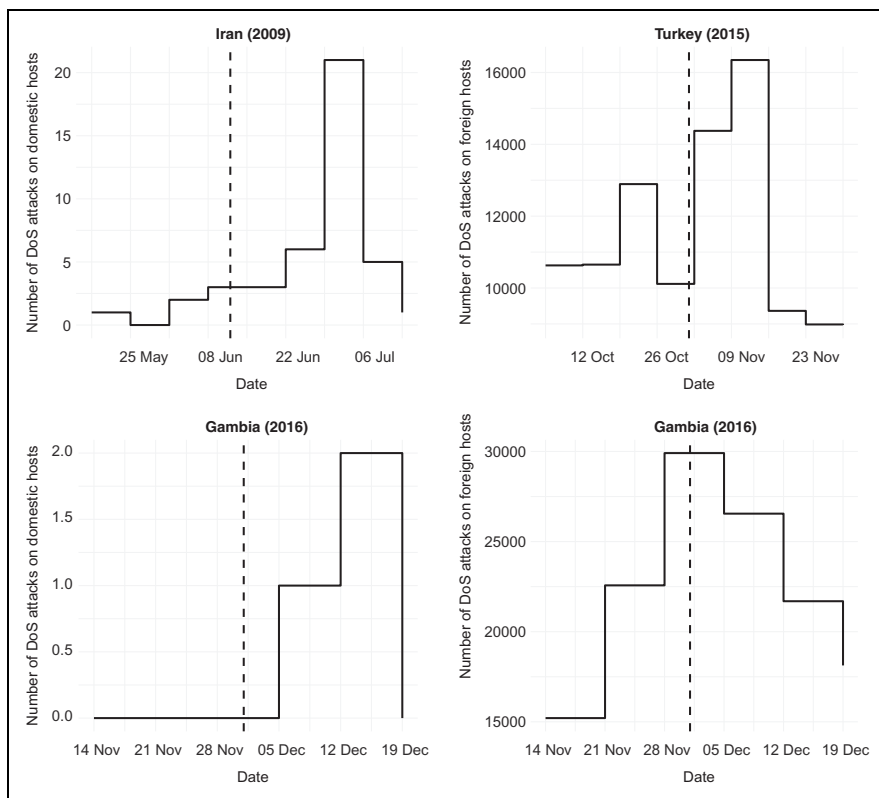 Iran (2009)
Number of DoS attacks on domestic hosts
20
15
10
5
0
25 May 08 Jun 22 Jun 06 Jul
Date
Turkey (2015)
Number of DoS attacks on foreign hosts
16000
14000
12000
10000
12 Oct 26 Oct 09 Nov 23 Nov
Date
Gambia (2016)
Number of DoS attacks on domestic hosts
2.0
1.5
1.0
0.5
0.0
14 Nov 21 Nov 28 Nov 05 Dec 12 Dec 19 Dec
Date
Gambia (2016)
Number of DoS attacks on foreign hosts
30000
25000
20000
15000
14 Nov 21 Nov 28 Nov 05 Dec 12 Dec 19 Dec
Date